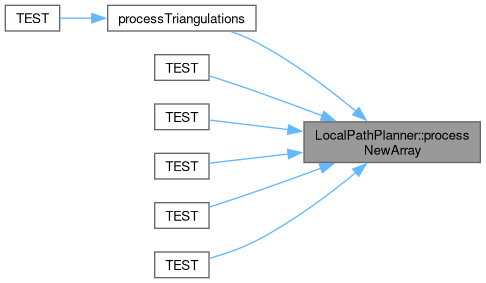 TEST
processTriangulations
TEST
TEST
LocalPathPlanner::process
NewArray
TEST
TEST
TEST